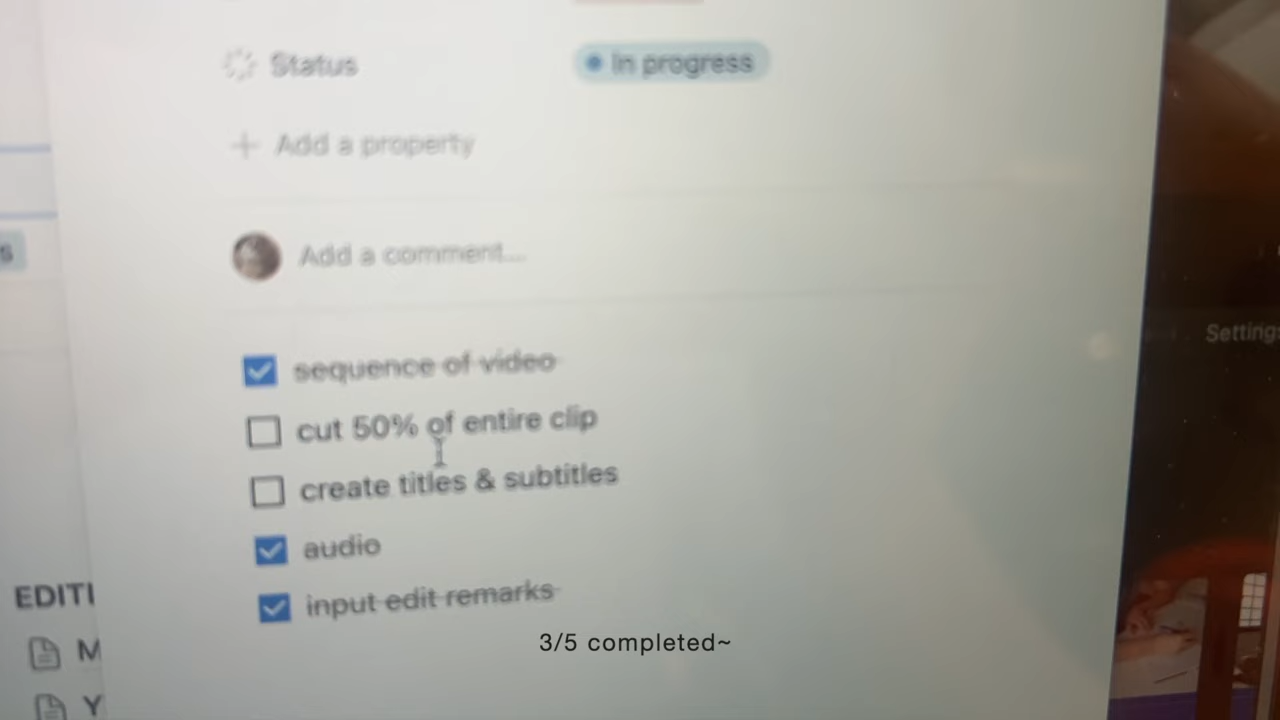 Status
In progress
+ Add a property
S
Add a comment...
Setting
sequence of video
cut 50% of entire clip
create titles & subtitles
audio
input edit remarks
EDITI
M
Y
3/5 completed~